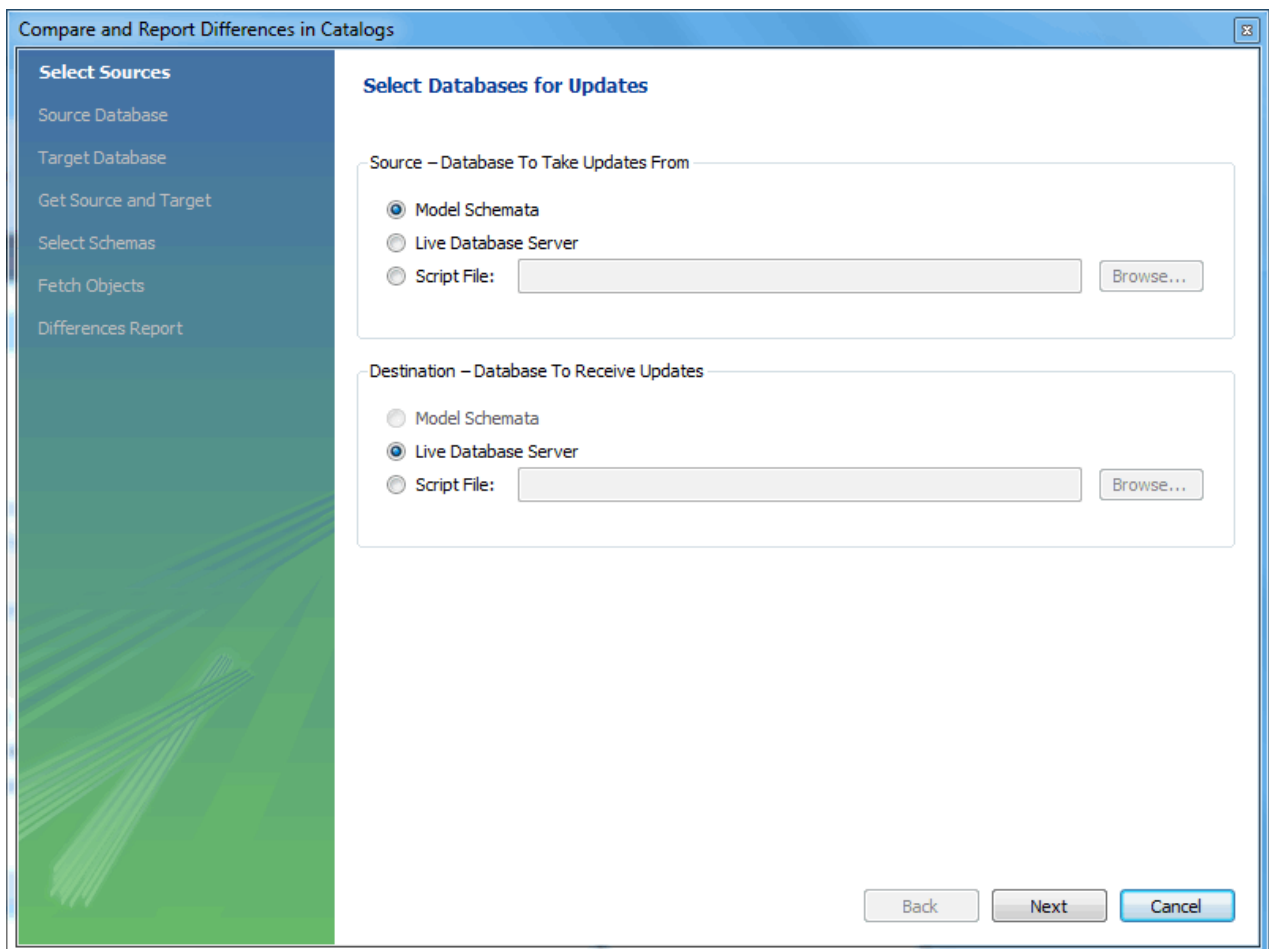 Compare and Report Differences in Catalogs
Select Sources
Source Database
Target Database
Get Source and Target
Select Schemas
Fetch Objects
Differences Report
Select Databases for Updates
Source – Database To Take Updates From
Model Schemata
Live Database Server
Script File: Browse...
Destination – Database To Receive Updates
Model Schemata
Live Database Server
Script File: Browse...
Back Next Cancel